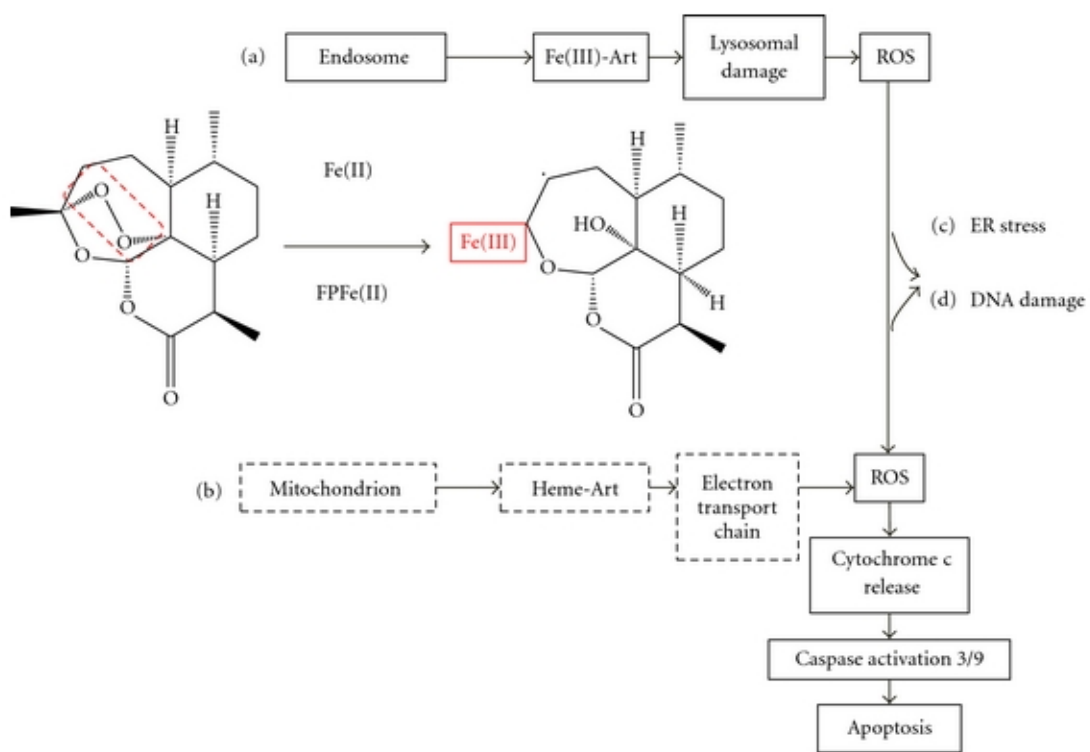 (a) Endosome Fe(III)-Art Lysosomal damage ROS
H
H
H
Fe(II)
H
O
HO
Fe(III)
(c) ER stress
O
O
O
FPFe(II)
H
(d) DNA damage
O
O
O
O
O
(b) Mitochondrion Heme-Art Electron transport chain ROS
Cytochrome c
release
Caspase activation 3/9
Apoptosis